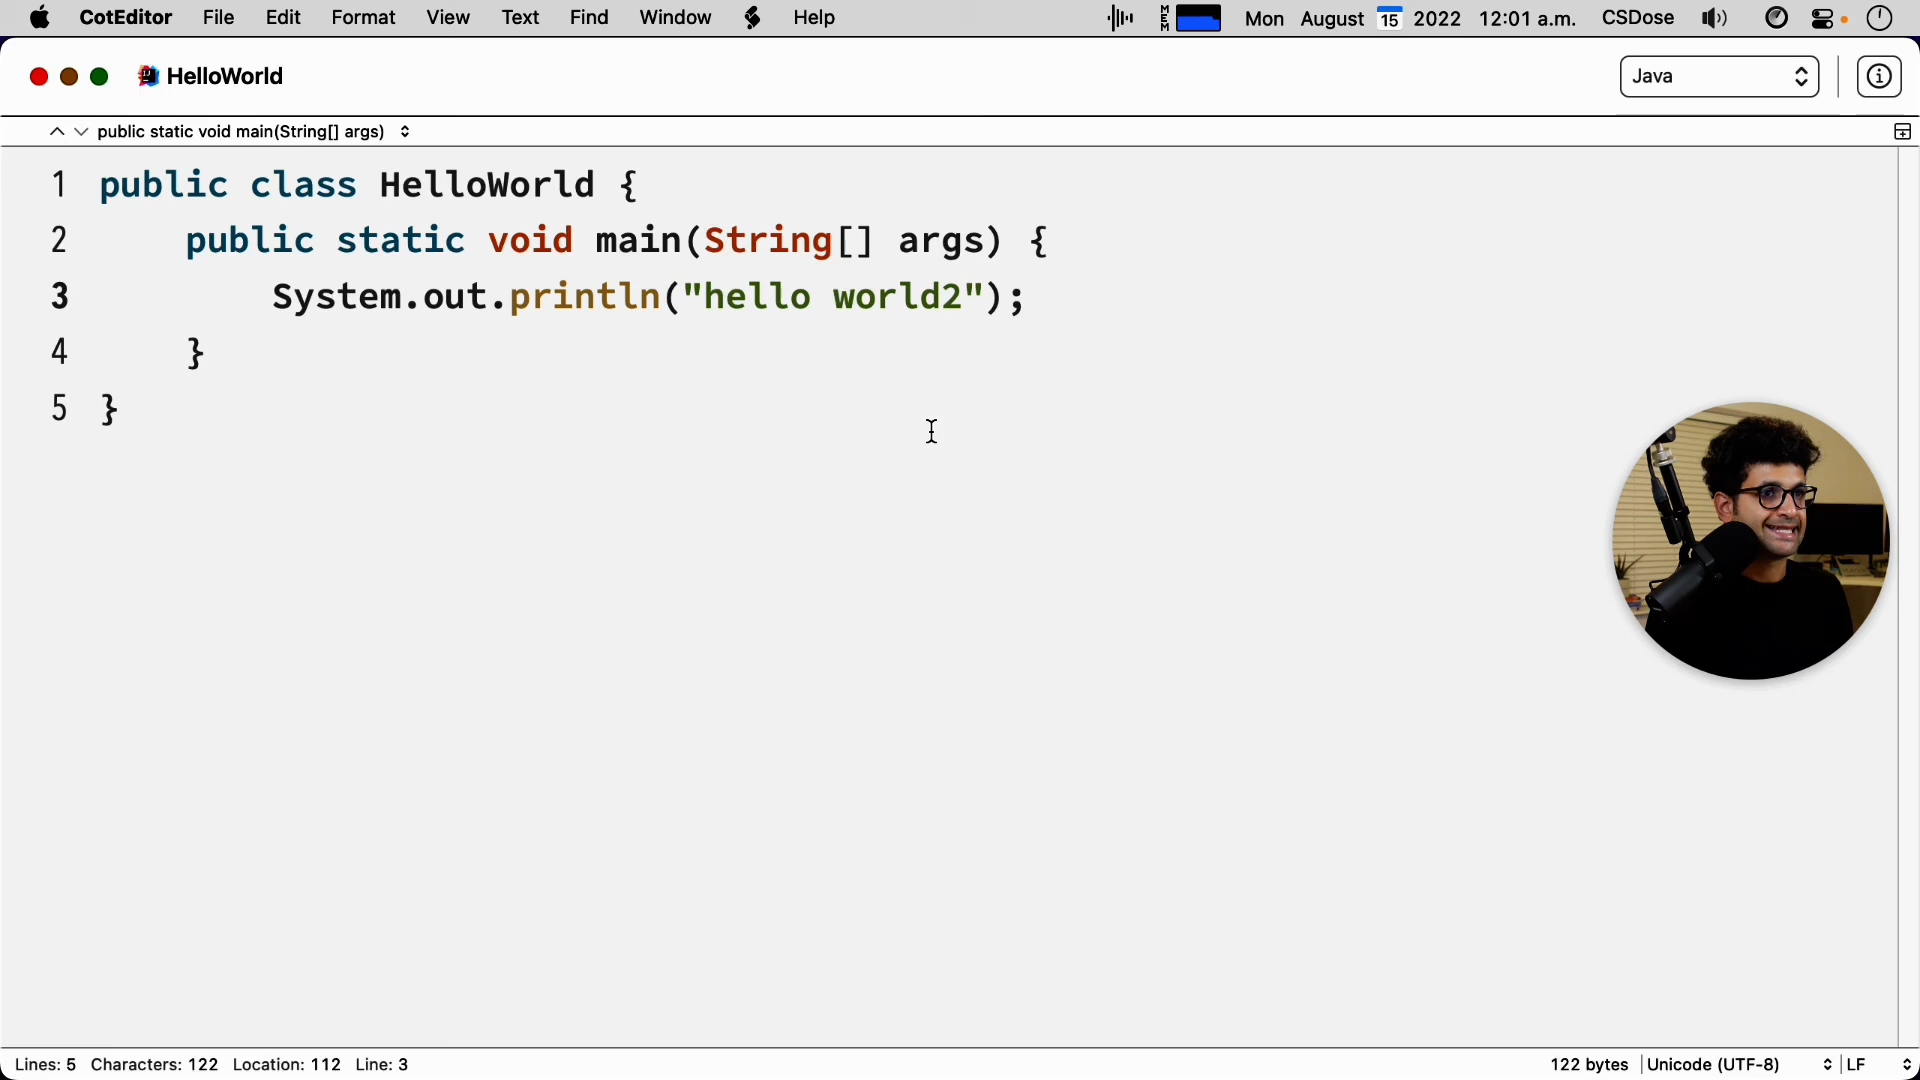 CotEditor File Edit Format View Text Find Window Help MEM Mon August 15 2022 12:01 a.m. CSDose
HelloWorld Java
public static void main(String[] args)
1 public class HelloWorld {
2 public static void main(String[] args) {
3 System.out.println("hello world2");
4 }
5 }
Lines: 5 Characters: 122 Location: 112 Line: 3 122 bytes Unicode (UTF-8) LF